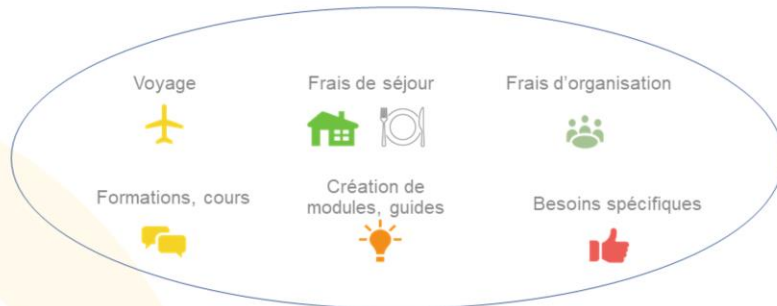 Voyage
Frais de séjour
Frais d'organisation
Formations, cours
Création de
modules, guides
Besoins spécifiques